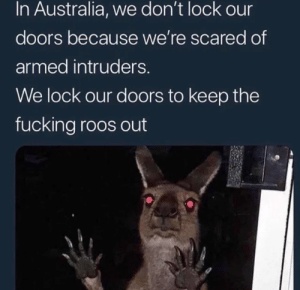 In Australia, we don't lock our
doors because we're scared of
armed intruders.
We lock our doors to keep the
fucking roos out